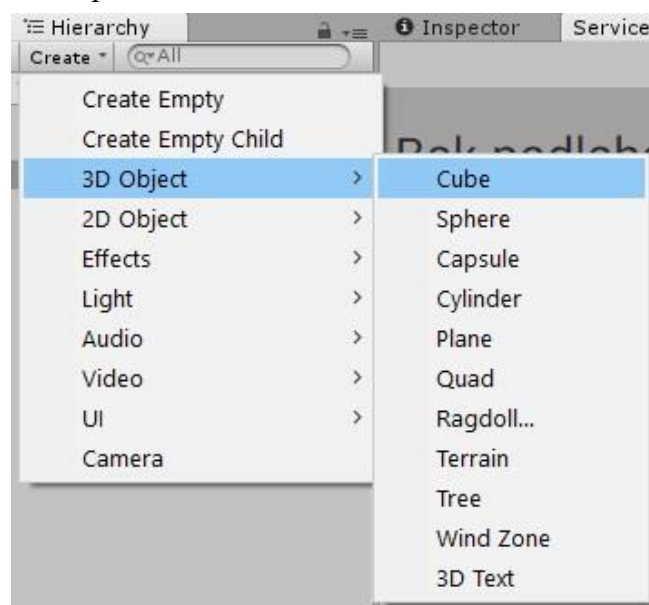 Hierarchy
Inspector
Service
Create
All
Create Empty
Create Empty Child
3D Object
2D Object
Effects
Light
Audio
Video
UI
Camera
Cube
Sphere
Capsule
Cylinder
Plane
Quad
Ragdoll...
Terrain
Tree
Wind Zone
3D Text